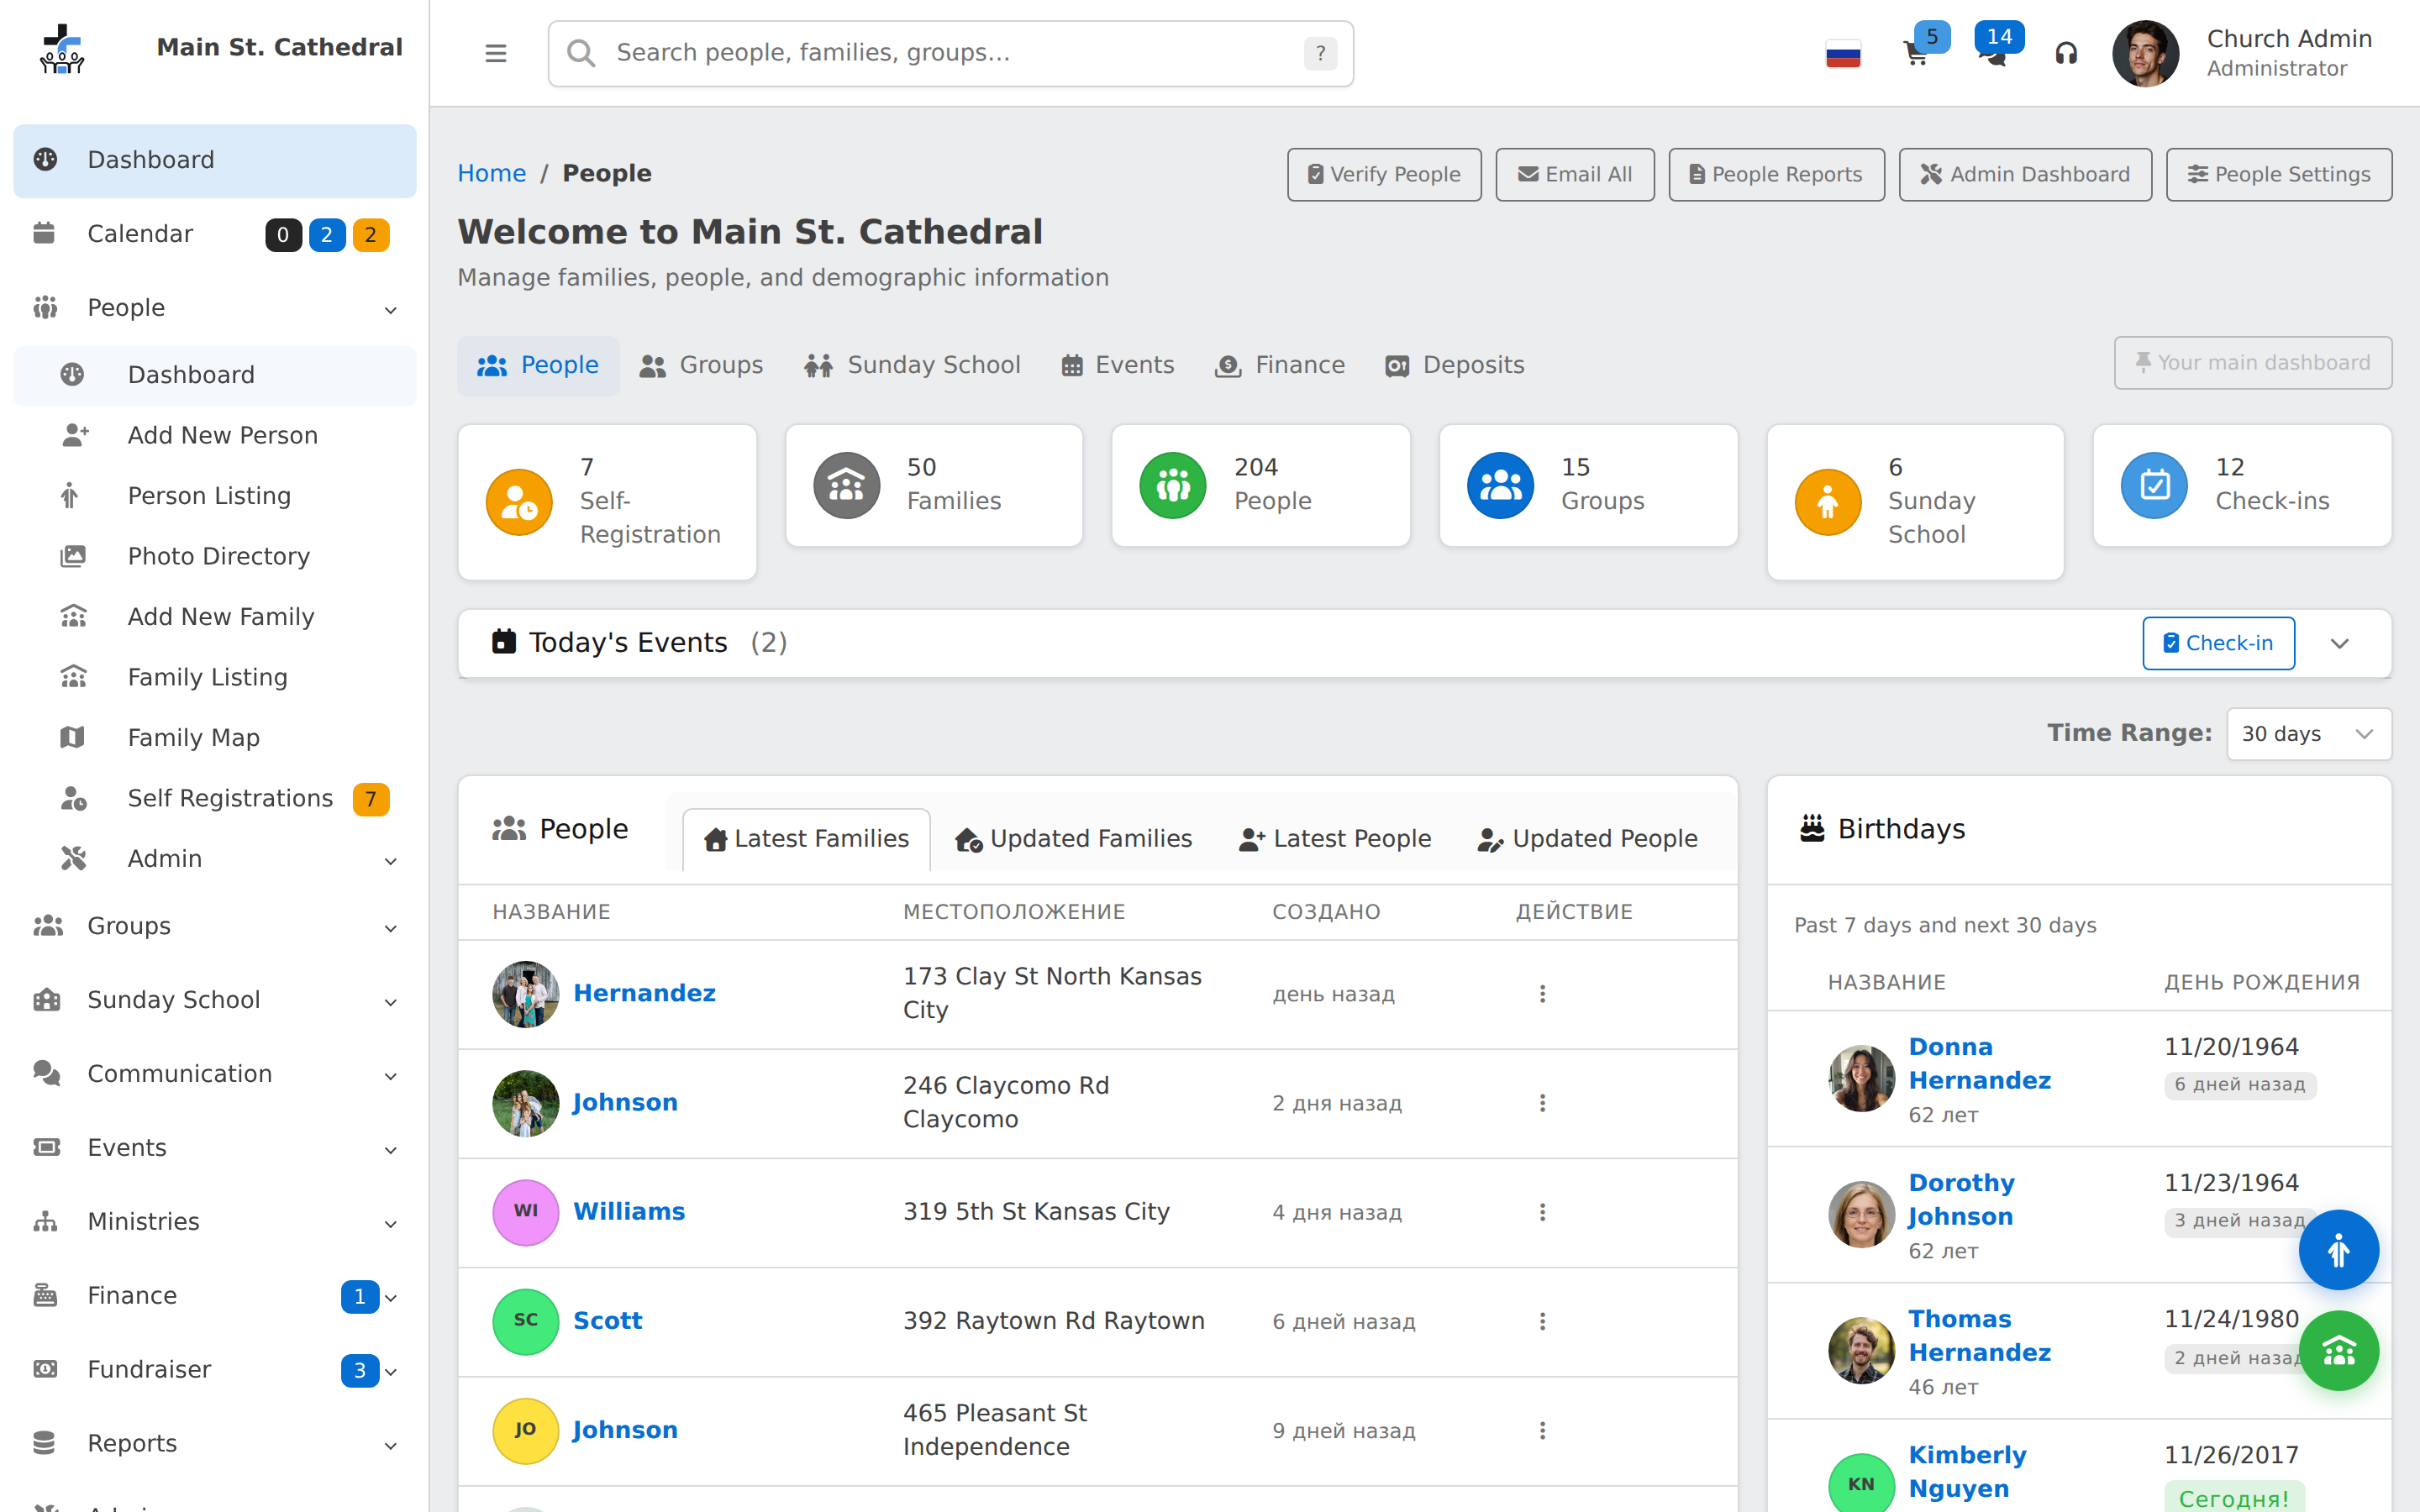 Main St. Cathedral
Search people, families, groups...
?
5
14
Church Admin
Administrator
Dashboard
Calendar
0
2
2
People
Dashboard
Add New Person
Person Listing
Photo Directory
Add New Family
Family Listing
Family Map
Self Registrations
7
Admin
Groups
Sunday School
Communication
Events
Ministries
Finance
1
Fundraiser
3
Reports
Home / People
Verify People
Email All
People Reports
Admin Dashboard
People Settings
Welcome to Main St. Cathedral
Manage families, people, and demographic information
People
Groups
Sunday School
Events
Finance
Deposits
Your main dashboard
7
Self-
Registration
50
Families
204
People
15
Groups
6
Sunday
School
12
Check-ins
Today's Events (2)
Check-in
Time Range:
30 days
People
Latest Families
Updated Families
Latest People
Updated People
НАЗВАНИЕ
МЕСТОПОЛОЖЕНИЕ
СОЗДАНО
ДЕЙСТВИЕ
Hernandez
173 Clay St North Kansas
City
день назад
Johnson
246 Claycomo Rd
Claycomo
2 дня назад
WI
Williams
319 5th St Kansas City
4 дня назад
SC
Scott
392 Raytown Rd Raytown
6 дней назад
JO
Johnson
465 Pleasant St
Independence
9 дней назад
Birthdays
Past 7 days and next 30 days
НАЗВАНИЕ
ДЕНЬ РОЖДЕНИЯ
Donna
Hernandez
62 лет
11/20/1964
6 дней назад
Dorothy
Johnson
62 лет
11/23/1964
3 дней назад
Thomas
Hernandez
46 лет
11/24/1980
2 дней назад
KN
Kimberly
Nguyen
11/26/2017
Сегодня!